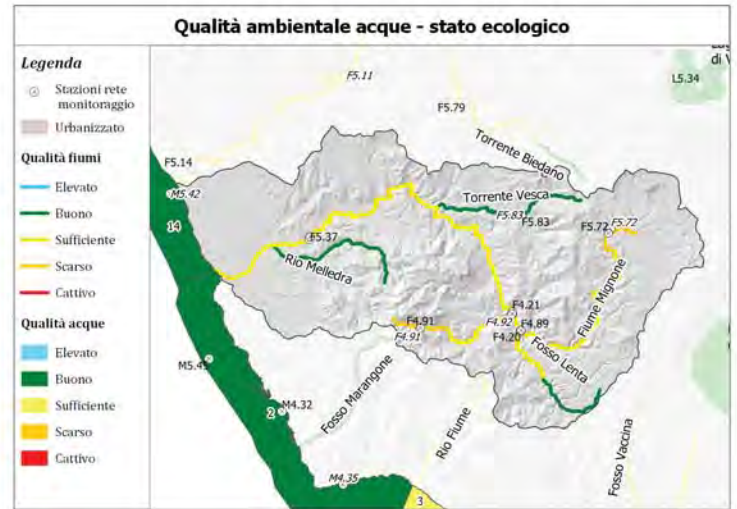 Qualità ambientale acque - stato ecologico
Legenda
Stazioni rete
monitoraggio
Urbanizzato
Qualità fiumi
Elevato
Buono
Sufficiente
Scarso
Cattivo
Qualità acque
Elevato
Buono
Sufficiente
Scarso
Cattivo
di V
L5.34
F5.11
F5.79
Torrente Biedano
F5.14
M5.42
14
Torrente Vesca
F5.83
F5.83
F5.72
F5.72
F5.37
Rio Melledra
Fiume Mignone
F4.21
F4.91
F4.92
F4.89
F4.91
F4.20
Fosso Lenta
M5.45
Fosso Marangone
2
M4.32
Rio Fiume
Fosso Vaccina
M4.35
3